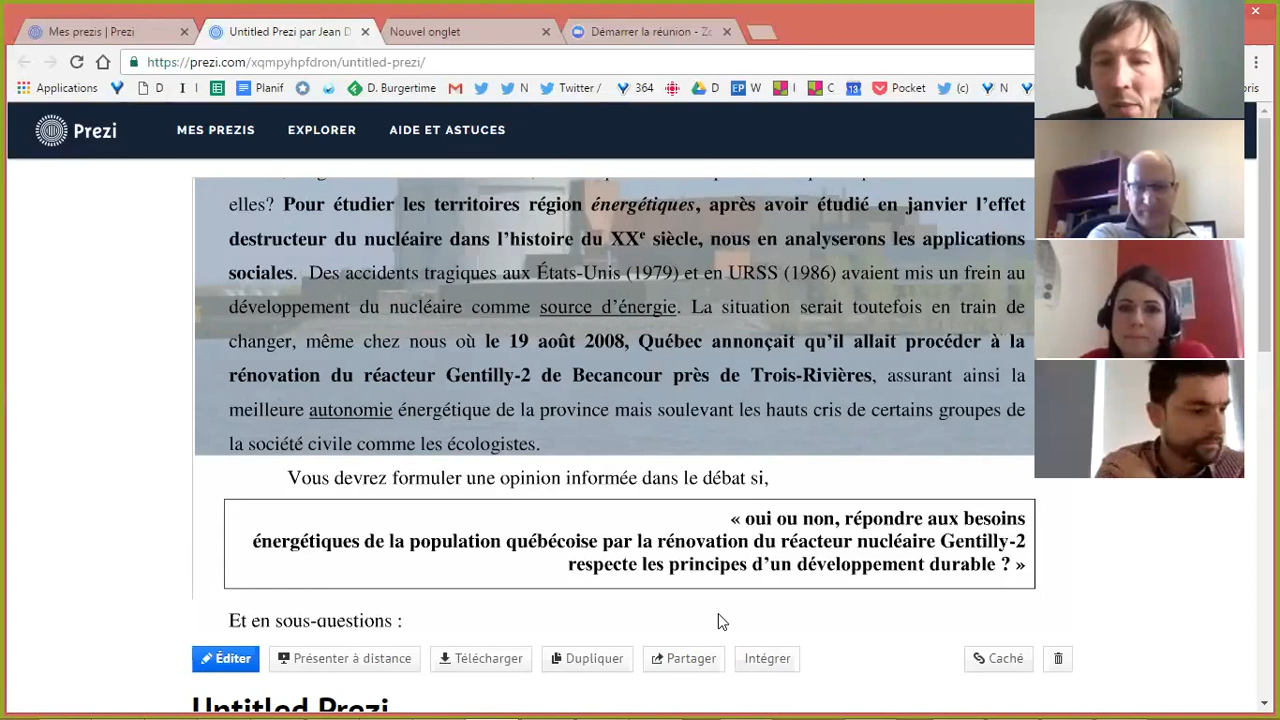 Mes prezis | Prezi
Untitled Prezi par Jean D
Nouvel onglet
Démarrer la réunion - Zo
https://prezi.com/xqmpyhpfdron/untitled-prezi/
Applications D I Planif D. Burgertime N Twitter / 364 D EP W I C 13 Pocket (c) N
Prezi MES PREZIS EXPLORER AIDE ET ASTUCES
elles? Pour étudier les territoires région énergétiques, après avoir étudié en janvier l'effet
destructeur du nucléaire dans l'histoire du XXe siècle, nous en analyserons les applications
sociales. Des accidents tragiques aux États-Unis (1979) et en URSS (1986) avaient mis un frein au
développement du nucléaire comme source d'énergie. La situation serait toutefois en train de
changer, même chez nous où le 19 août 2008, Québec annonçait qu'il allait procéder à la
rénovation du réacteur Gentilly-2 de Becancour près de Trois-Rivières, assurant ainsi la
meilleure autonomie énergétique de la province mais soulevant les hauts cris de certains groupes de
la société civile comme les écologistes.
Vous devrez formuler une opinion informée dans le débat si,
« oui ou non, répondre aux besoins
énergétiques de la population québécoise par la rénovation du réacteur nucléaire Gentilly-2
respecte les principes d'un développement durable ? »
Et en sous-questions :
Éditer Présenter à distance Télécharger Dupliquer Partager Intégrer Caché
Untitled Prezi